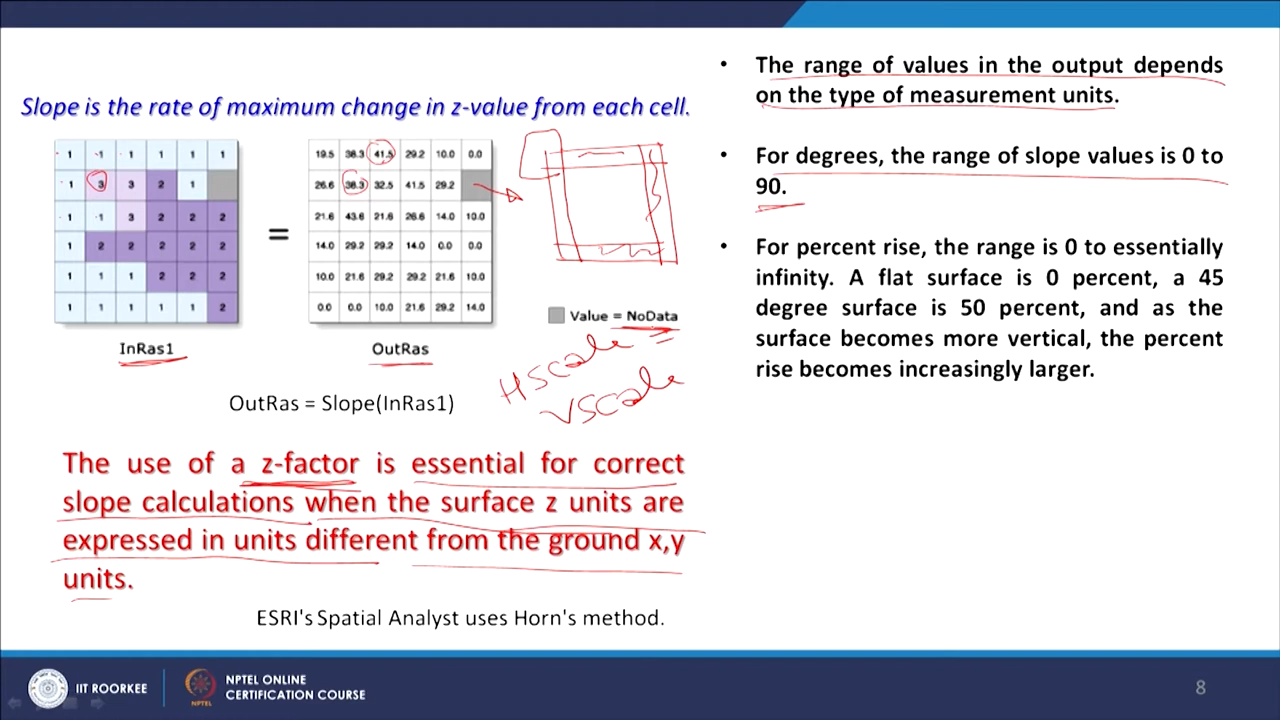 Slope is the rate of maximum change in z-value from each cell.
1 1 1 1 1 1
1 3 3 2 1
1 1 3 2 2 2
1 2 2 2 2 2
1 1 1 2 2 2
1 1 1 1 1 2
InRas1
=
19.5 38.3 41.5 29.2 10.0 0.0
26.6 38.3 32.5 41.5 29.2
21.6 43.6 21.6 26.6 14.0 10.0
14.0 29.2 29.2 14.0 0.0 0.0
10.0 21.6 29.2 29.2 21.6 10.0
0.0 0.0 10.0 21.6 29.2 14.0
OutRas
Value = NoData
HScale
VScale
OutRas = Slope(InRas1)
The use of a z-factor is essential for correct
slope calculations when the surface z units are
expressed in units different from the ground x,y
units.
ESRI's Spatial Analyst uses Horn's method.
• The range of values in the output depends
on the type of measurement units.
• For degrees, the range of slope values is 0 to
90.
• For percent rise, the range is 0 to essentially
infinity. A flat surface is 0 percent, a 45
degree surface is 50 percent, and as the
surface becomes more vertical, the percent
rise becomes increasingly larger.
IIT ROORKEE
NPTEL ONLINE
CERTIFICATION COURSE
8